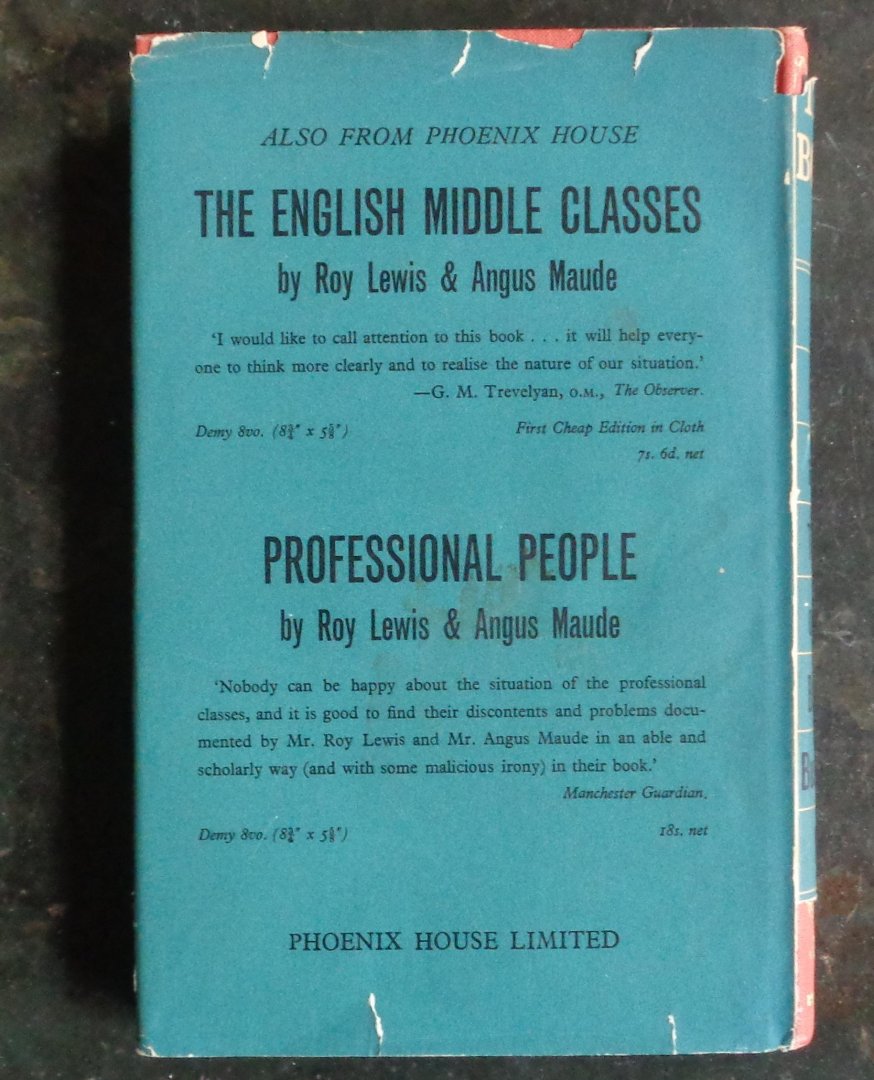 ALSO FROM PHOENIX HOUSE
THE ENGLISH MIDDLE CLASSES
by Roy Lewis & Angus Maude
‘I would like to call attention to this book . . . it will help every-
one to think more clearly and to realise the nature of our situation.’
—G. M. Trevelyan, O.M., The Observer.
Demy 8vo. (8¾″ x 5⅝″)
First Cheap Edition in Cloth
7s. 6d. net
PROFESSIONAL PEOPLE
by Roy Lewis & Angus Maude
‘Nobody can be happy about the situation of the professional
classes, and it is good to find their discontents and problems docu-
mented by Mr. Roy Lewis and Mr. Angus Maude in an able and
scholarly way (and with some malicious irony) in their book.’
Manchester Guardian.
Demy 8vo. (8¾″ x 5⅝″)
18s. net
PHOENIX HOUSE LIMITED